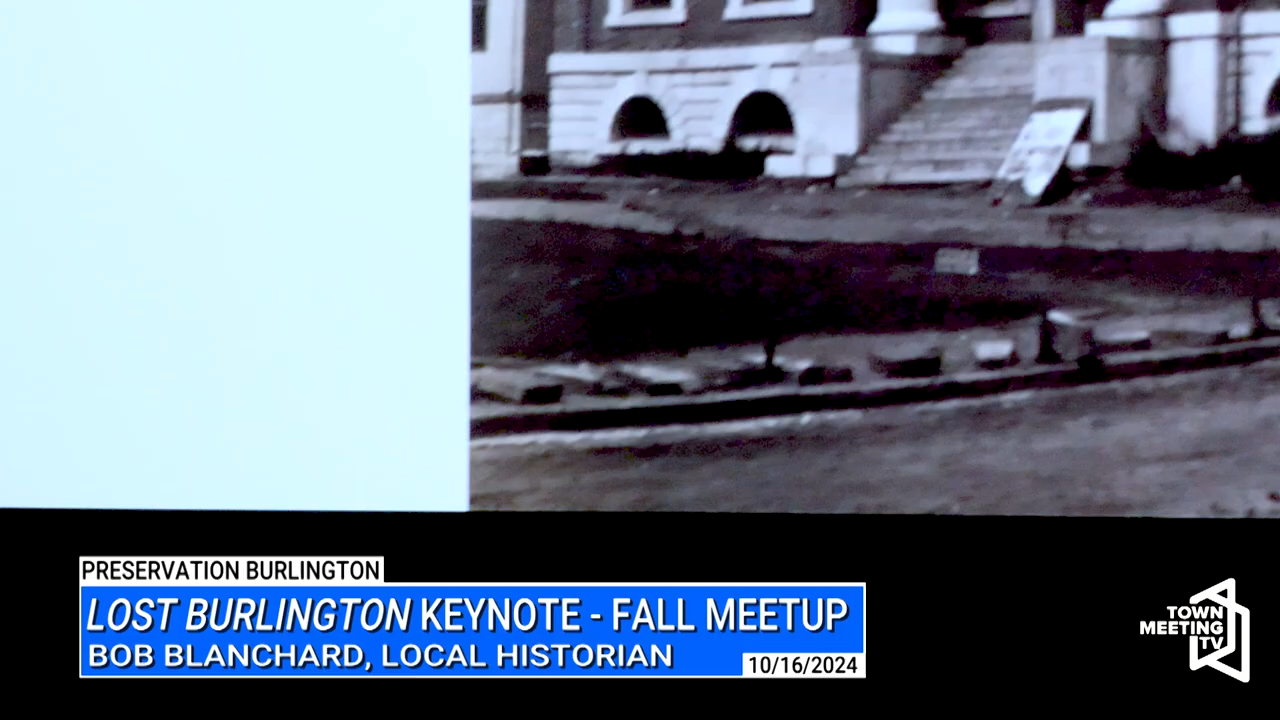 PRESERVATION BURLINGTON
LOST BURLINGTON KEYNOTE - FALL MEETUP
BOB BLANCHARD, LOCAL HISTORIAN
10/16/2024
TOWN
MEETING
TV